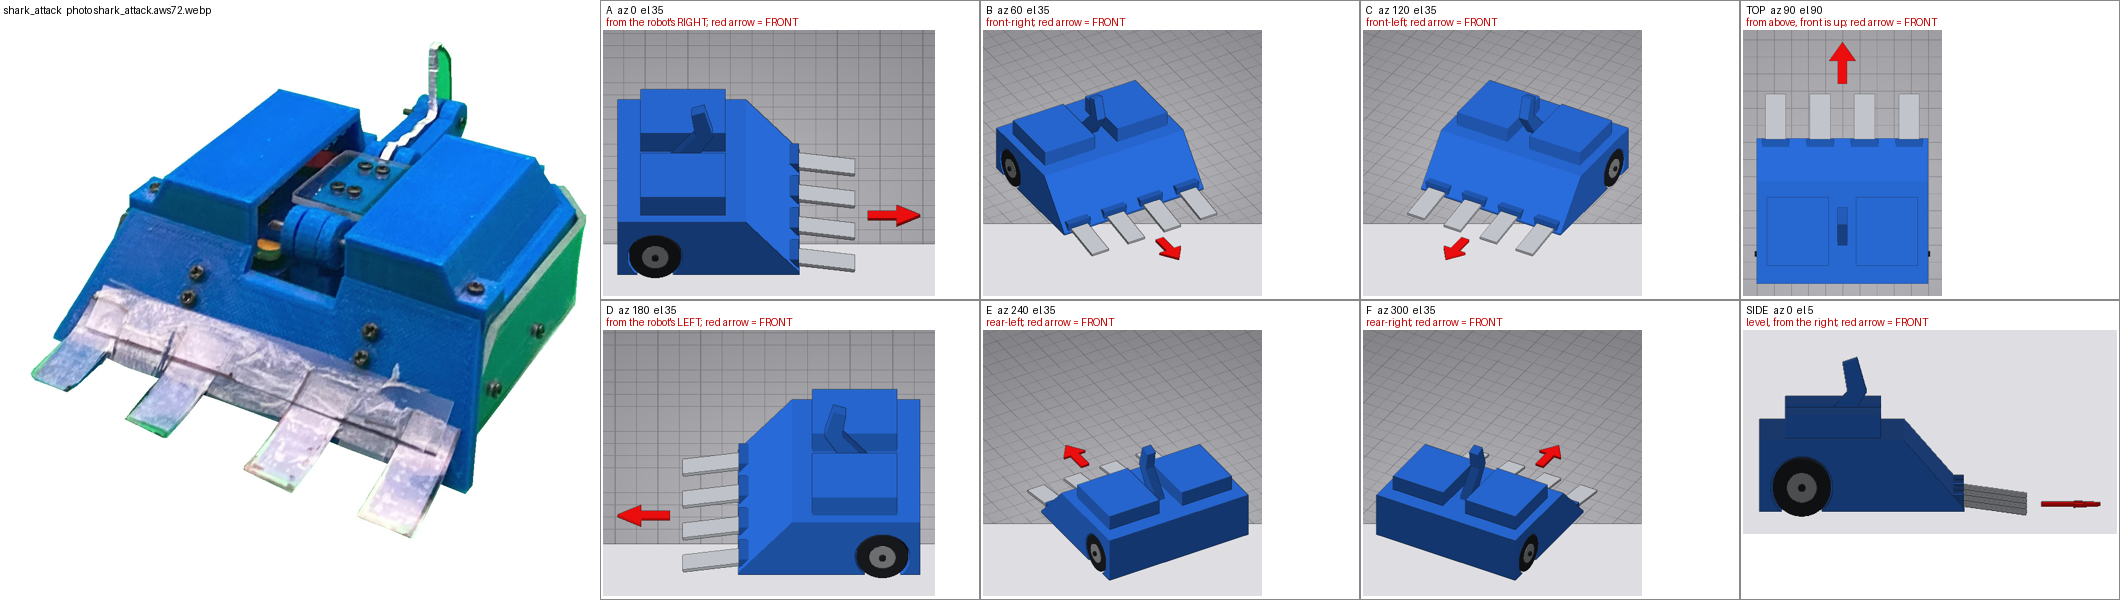 shark_attack photoshark_attack.aws72.webp
A az 0 el 35
from the robot's RIGHT; red arrow = FRONT
B az 60 el 35
front-right; red arrow = FRONT
C az 120 el 35
front-left; red arrow = FRONT
TOP az 90 el 90
from above, front is up; red arrow = FRONT
D az 180 el 35
from the robot's LEFT; red arrow = FRONT
E az 240 el 35
rear-left; red arrow = FRONT
F az 300 el 35
rear-right; red arrow = FRONT
SIDE az 0 el 5
level, from the right; red arrow = FRONT